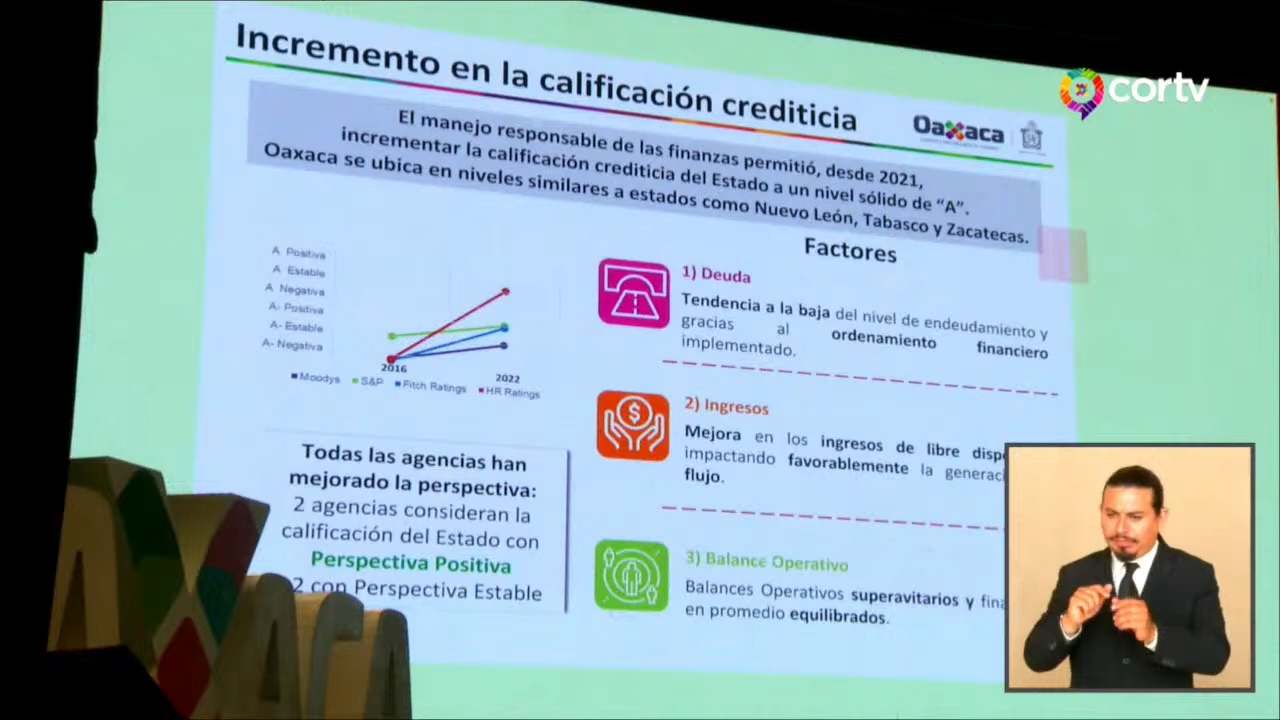 Incremento en la calificación crediticia
cortv
Oaxaca
El manejo responsable de las finanzas permitió, desde 2021,
incrementar la calificación crediticia del Estado a un nivel sólido de “A”.
Oaxaca se ubica en niveles similares a estados como Nuevo León, Tabasco y Zacatecas.
A Positiva
A Estable
A Negativa
A- Positiva
A- Estable
A- Negativa
2016
2022
Moodys S&P Fitch Ratings HR Ratings
Todas las agencias han
mejorado la perspectiva:
2 agencias consideran la
calificación del Estado con
Perspectiva Positiva
2 con Perspectiva Estable
Factores
1) Deuda
Tendencia a la baja del nivel de endeudamiento y
gracias al ordenamiento financiero
implementado.
2) Ingresos
Mejora en los ingresos de libre disp
impactando favorablemente la generaci
flujo.
3) Balance Operativo
Balances Operativos superavitarios y fina
en promedio equilibrados.
AXACA